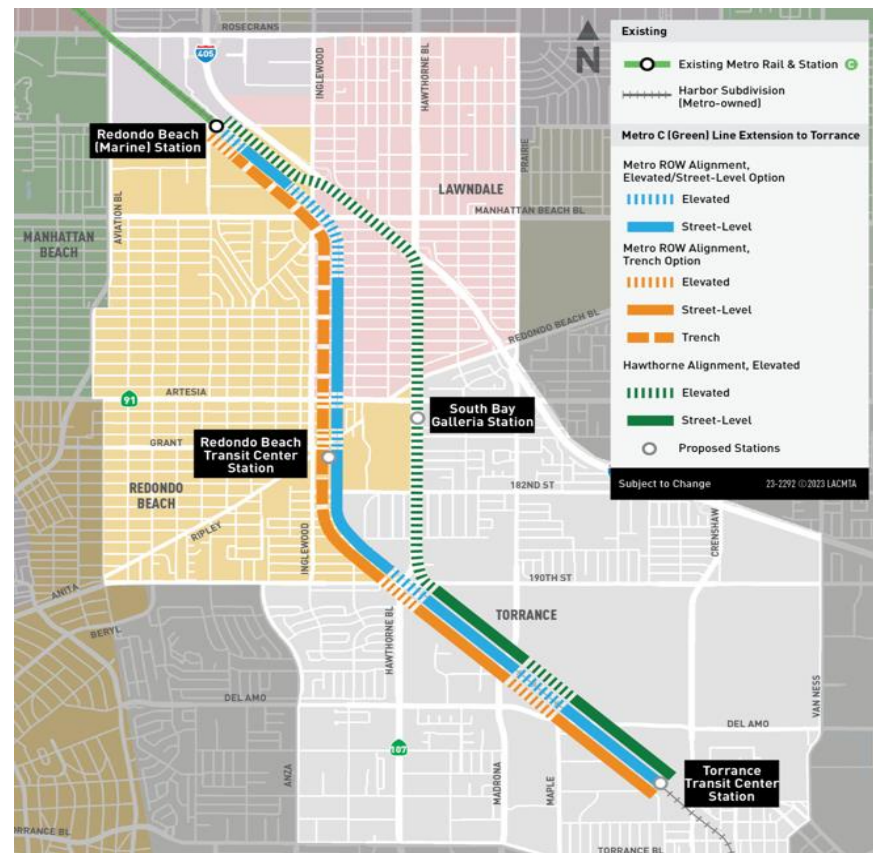 ROSECRANS
405
INGLEWOOD
HAWTHORNE BL
N
Existing
Existing Metro Rail & Station C
Harbor Subdivision
(Metro-owned)
Metro C (Green) Line Extension to Torrance
Metro ROW Alignment,
Elevated/Street-Level Option
Elevated
Street-Level
Metro ROW Alignment,
Trench Option
Elevated
Street-Level
Trench
Hawthorne Alignment, Elevated
Elevated
Street-Level
Proposed Stations
Subject to Change
23-2292 ©2023 LACMTA
Redondo Beach
(Marine) Station
PRAIRIE
LAWNDALE
AVIATION BL
MANHATTAN BEACH BL
MANHATTAN
BEACH
REDONDO BEACH BL
ARTESIA
91
South Bay
Galleria Station
GRANT
Redondo Beach
Transit Center
Station
182ND ST
REDONDO
BEACH
RIPLEY
INGLEWOOD
CRENSHAW
190TH ST
ANITA
BERYL
HAWTHORNE BL
TORRANCE
DEL AMO
VAN NESS
DEL AMO
107
ANZA
MADRONA
MAPLE
Torrance
Transit Center
Station
ORRANCE BL
TORRANCE BL